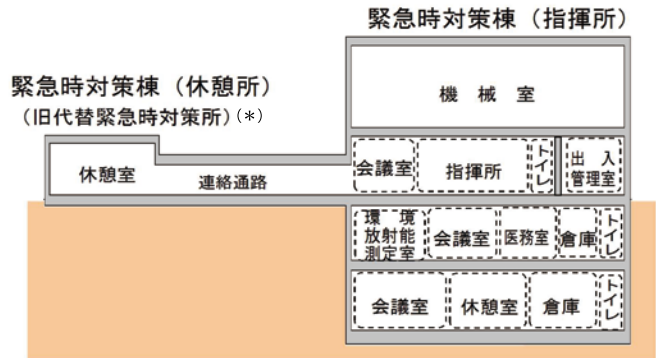 緊急時対策棟（指揮所）
緊急時対策棟（休憩所）
（旧代替緊急時対策所）(*)
機械室
休憩室
連絡通路
会議室
指揮所
トイレ
出入
管理室
環境
放射能
測定室
会議室
医務室
倉庫
トイレ
会議室
休憩室
倉庫
トイレ